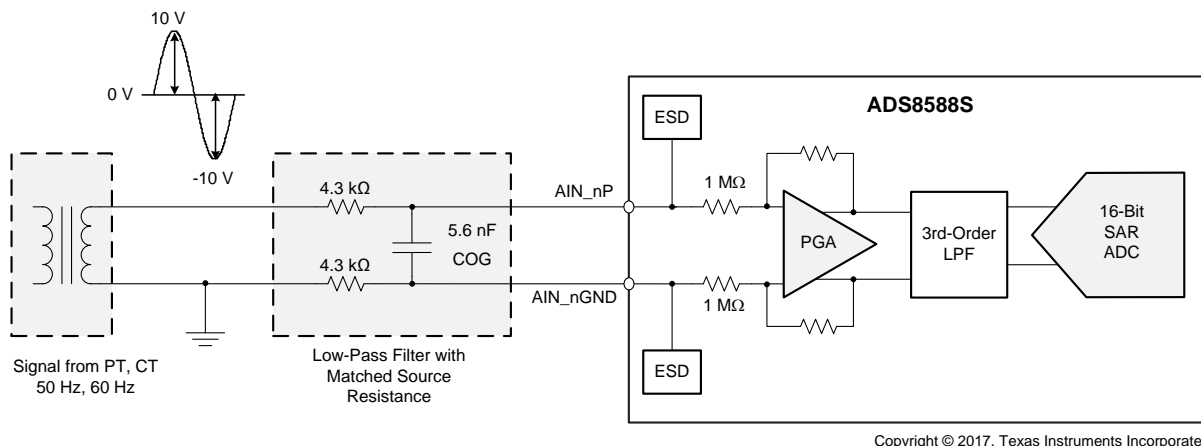 10 V
0 V
-10 V
Signal from PT, CT
50 Hz, 60 Hz
4.3 kΩ
5.6 nF
COG
4.3 kΩ
Low-Pass Filter with
Matched Source
Resistance
AIN_nP
AIN_nGND
ADS8588S
ESD
1 MΩ
PGA
1 MΩ
ESD
3rd-Order
LPF
16-Bit
SAR
ADC
Copyright © 2017, Texas Instruments Incorporate